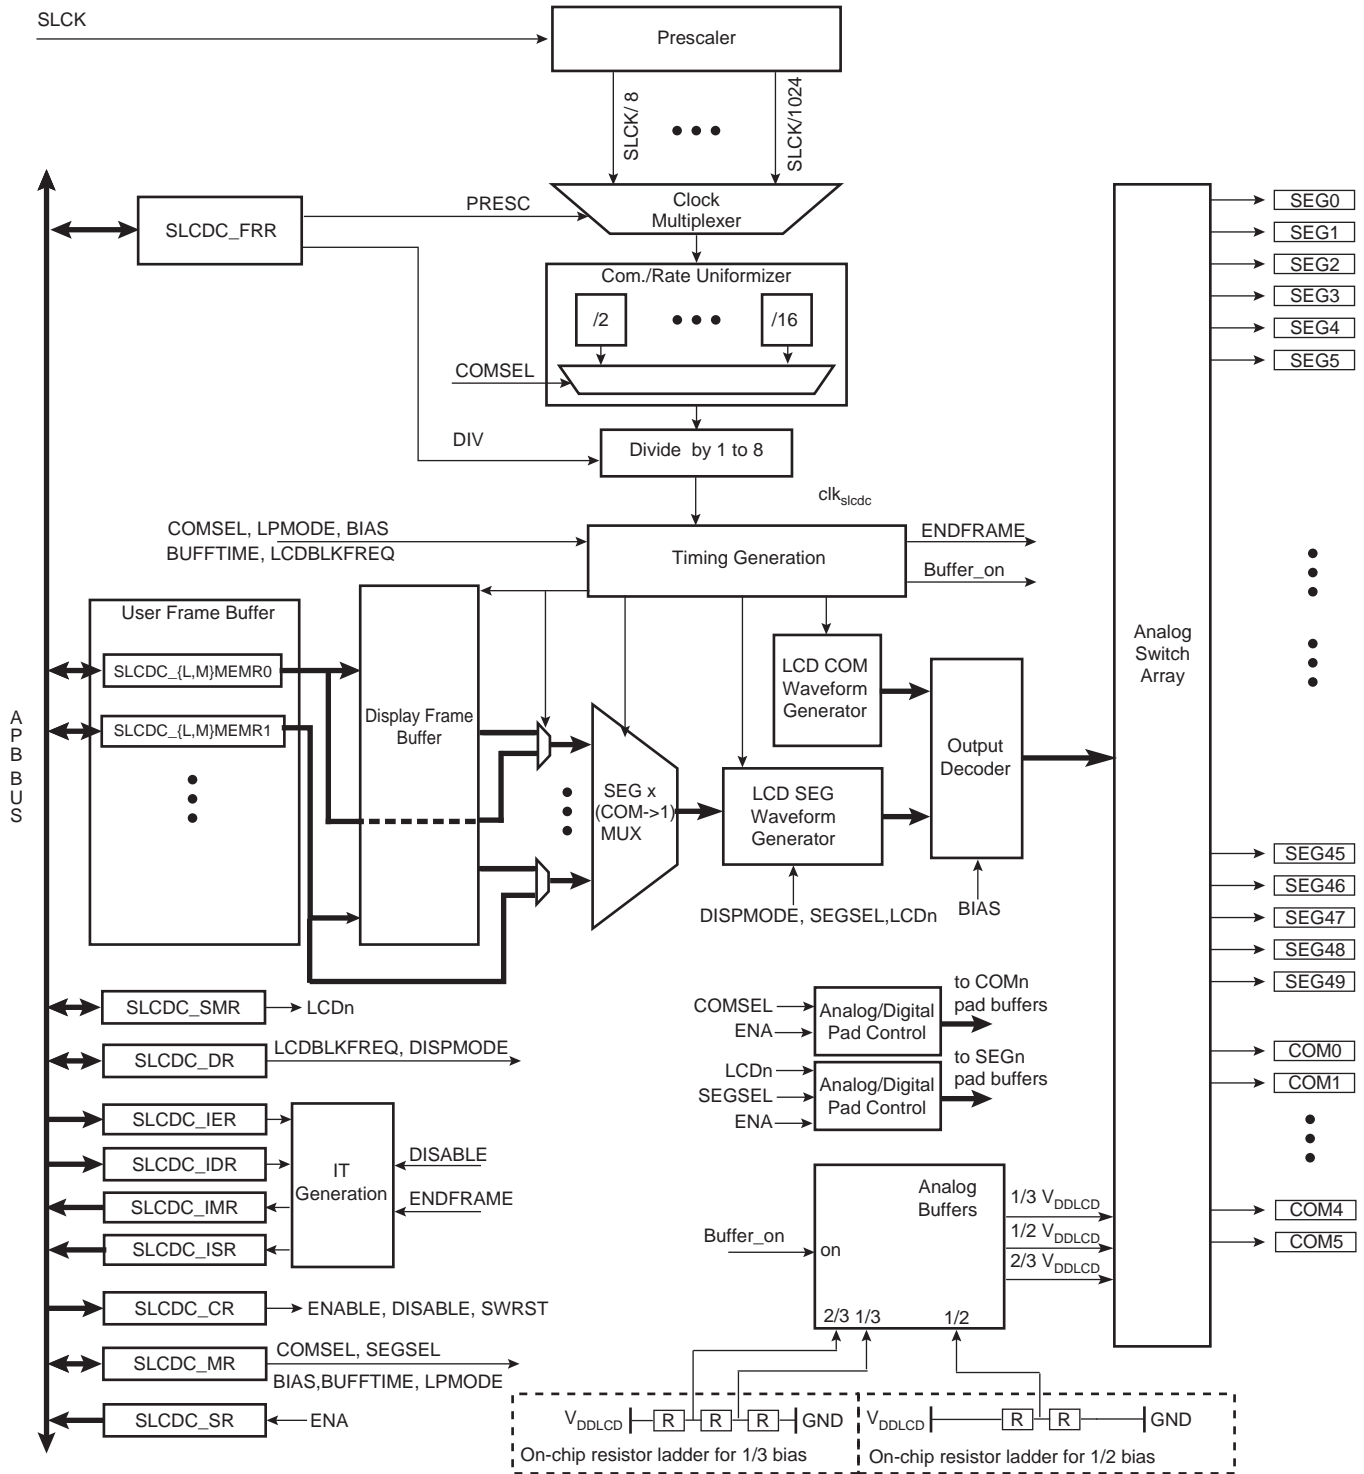 SLCK
Prescaler
SLCK/ 8
SLCK/1024
PRESC
Clock
Multiplexer
SLCDC_FRR
Com./Rate Uniformizer
/2
/16
COMSEL
DIV
Divide by 1 to 8
clkslcdc
COMSEL, LPMODE, BIAS
BUFFTIME, LCDBLKFREQ
Timing Generation
ENDFRAME
Buffer_on
User Frame Buffer
SLCDC_{L,M}MEMR0
SLCDC_{L,M}MEMR1
APB BUS
Display Frame
Buffer
SEG x
(COM->1)
MUX
LCD COM
Waveform
Generator
LCD SEG
Waveform
Generator
DISPMODE, SEGSEL,LCDn
Output
Decoder
BIAS
Analog
Switch
Array
SEG0
SEG1
SEG2
SEG3
SEG4
SEG5
SEG45
SEG46
SEG47
SEG48
SEG49
COM0
COM1
COM4
COM5
SLCDC_SMR
LCDn
SLCDC_DR
LCDBLKFREQ, DISPMODE
SLCDC_IER
SLCDC_IDR
SLCDC_IMR
SLCDC_ISR
IT
Generation
DISABLE
ENDFRAME
SLCDC_CR
ENABLE, DISABLE, SWRST
SLCDC_MR
COMSEL, SEGSEL
BIAS,BUFFTIME, LPMODE
SLCDC_SR
ENA
COMSEL
ENA
Analog/Digital
Pad Control
to COMn
pad buffers
LCDn
SEGSEL
ENA
Analog/Digital
Pad Control
to SEGn
pad buffers
Buffer_on
on
Analog
Buffers
2/3 1/3
1/2
1/3 VDDLCD
1/2 VDDLCD
2/3 VDDLCD
VDDLCD
R
R
R
GND
On-chip resistor ladder for 1/3 bias
VDDLCD
R
R
GND
On-chip resistor ladder for 1/2 bias